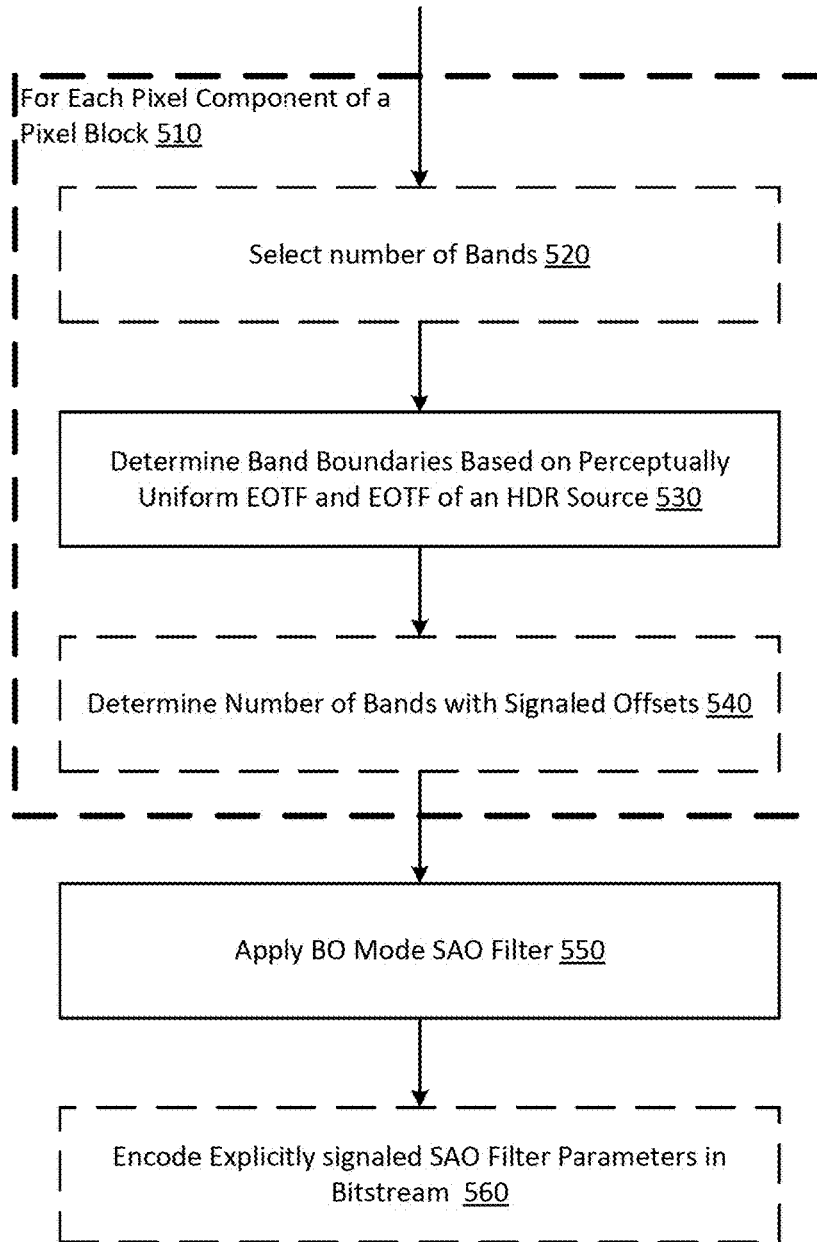 For Each Pixel Component of a
Pixel Block 510
Select number of Bands 520
Determine Band Boundaries Based on Perceptually
Uniform EOTF and EOTF of an HDR Source 530
Determine Number of Bands with Signaled Offsets 540
Apply BO Mode SAO Filter 550
Encode Explicitly signaled SAO Filter Parameters in
Bitstream 560